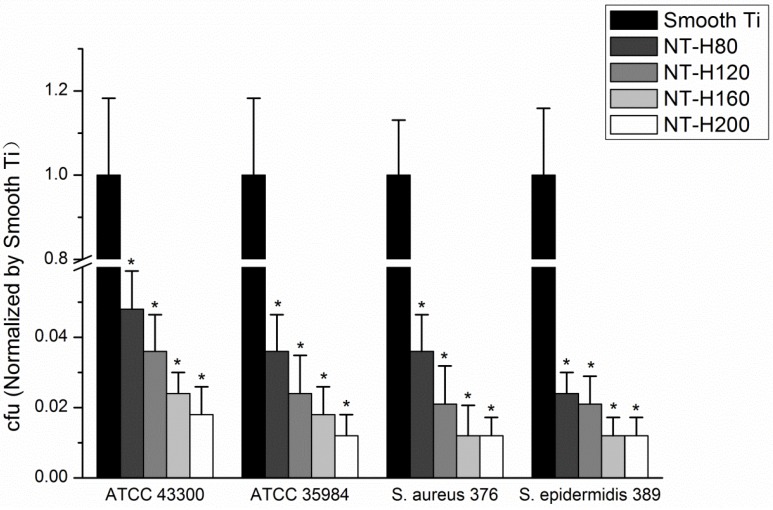 Smooth Ti
NT-H80
NT-H120
NT-H160
NT-H200
cfu (Normalized by Smooth Ti）
1.2
1.0
0.8
0.04
0.02
0.00
* * * *
* * * *
* * * *
* * * *
ATCC 43300
ATCC 35984
S. aureus 376
S. epidermidis 389